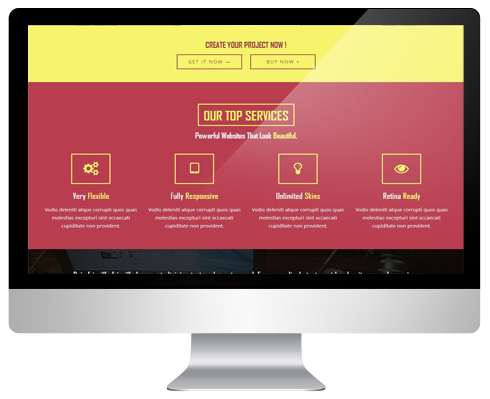 CREATE YOUR PROJECT NOW !
GET IT NOW → BUY NOW +
OUR TOP SERVICES
Powerful Websites That Look Beautiful.
Very Flexible Fully Responsive Unlimited Skins Retina Ready
Vodio deleniti atque corrupti quos quas Vodio deleniti atque corrupti quos quas Vodio deleniti atque corrupti quos quas Vodio deleniti atque corrupti quos quas
molestias excepturi sint occaecati molestias excepturi sint occaecati molestias excepturi sint occaecati molestias excepturi sint occaecati
cupiditate non provident. cupiditate non provident. cupiditate non provident. cupiditate non provident.